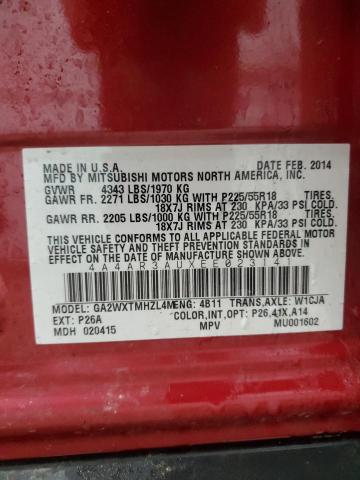 MADE IN U.S.A. DATE FEB. 2014
MFD BY MITSUBISHI MOTORS NORTH AMERICA, INC.
GVWR 4343 LBS/1970 KG
GAWR FR. 2271 LBS/1030 KG WITH P225/55R18 TIRES.
18X7J RIMS AT 230 KPA/33 PSI COLD.
GAWR RR. 2205 LBS/1000 KG WITH P225/55R18 TIRES.
18X7J RIMS AT 230 KPA/33 PSI COLD.
THIS VEHICLE CONFORMS TO ALL APPLICABLE FEDERAL MOTOR
VEHICLE SAFETY AND THEFT PREVENTION STANDARDS IN
EFFECT ON THE DATE OF MANUFACTURE SHOWN ABOVE.
MODEL: GA2WXTMHZL4M ENG: 4B11 TRANS,AXLE: W1CJA
EXT: P26A COLOR,INT,OPT: P26,41X,A14
MDH 020415 MPV MU001602